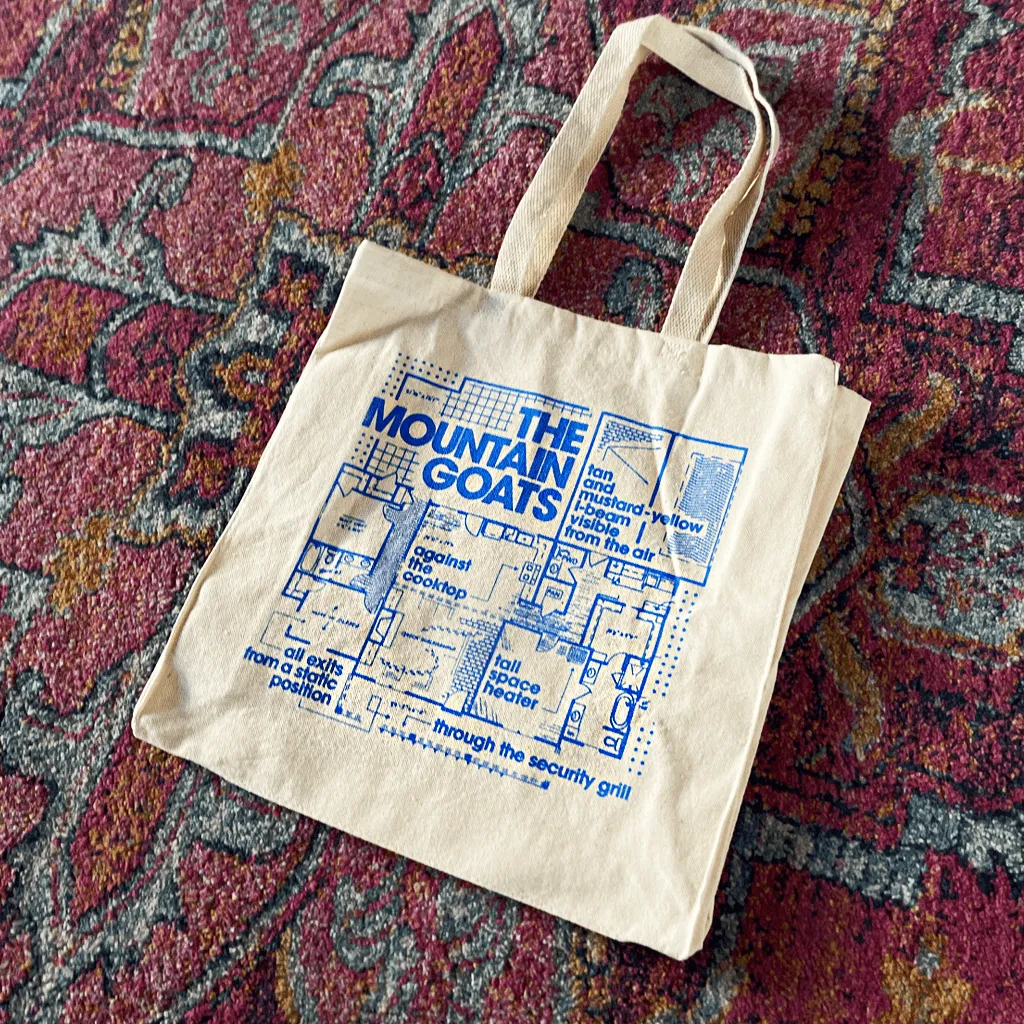 THE
MOUNTAIN
GOATS
tan
and
mustard-yellow
i-beam
visible
from the air
against
the
cooktop
all exits
from a static
position
tall
space
heater
through the security grill